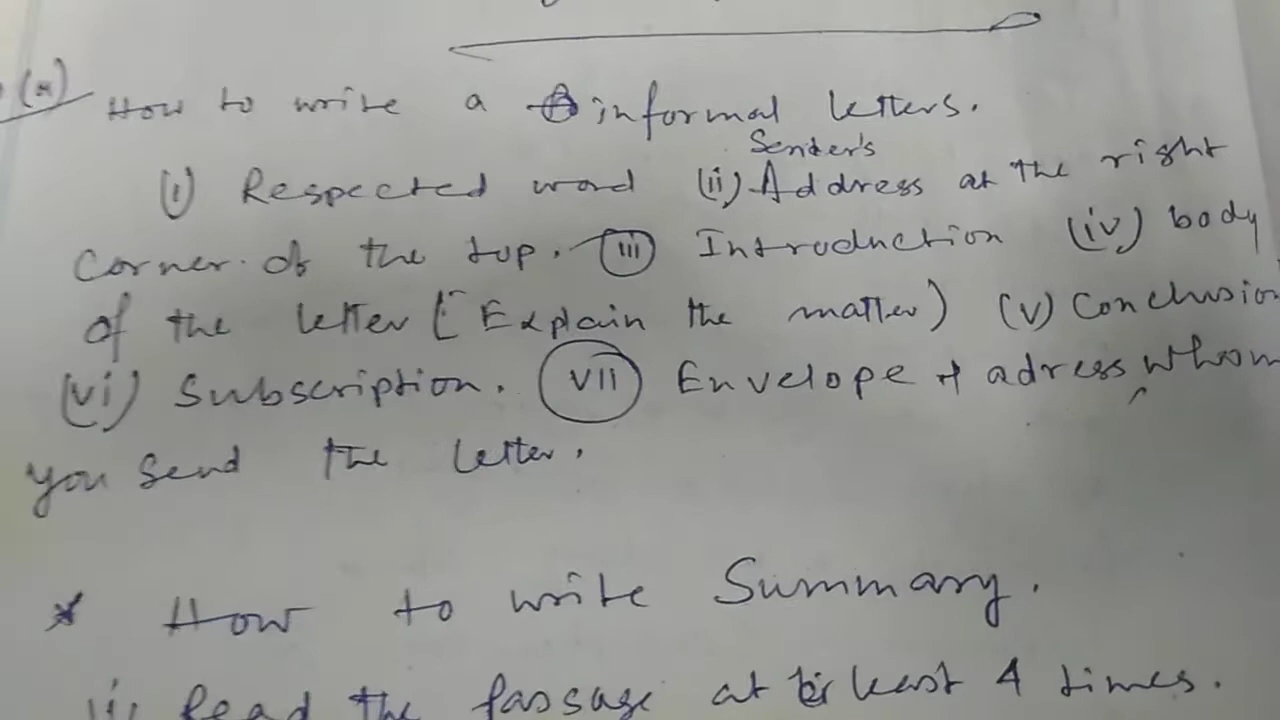 (x) How to write a informal letters.
(i) Respected word (ii) Sender's Address at the right
corner of the top. (iii) Introduction (iv) body
of the letter (Explain the matter) (v) Conclusion
(vi) Subscription. (vii) Envelope & adress whom
you send the letter.
* How to write Summary.
(i) Read the passage at least 4 times.